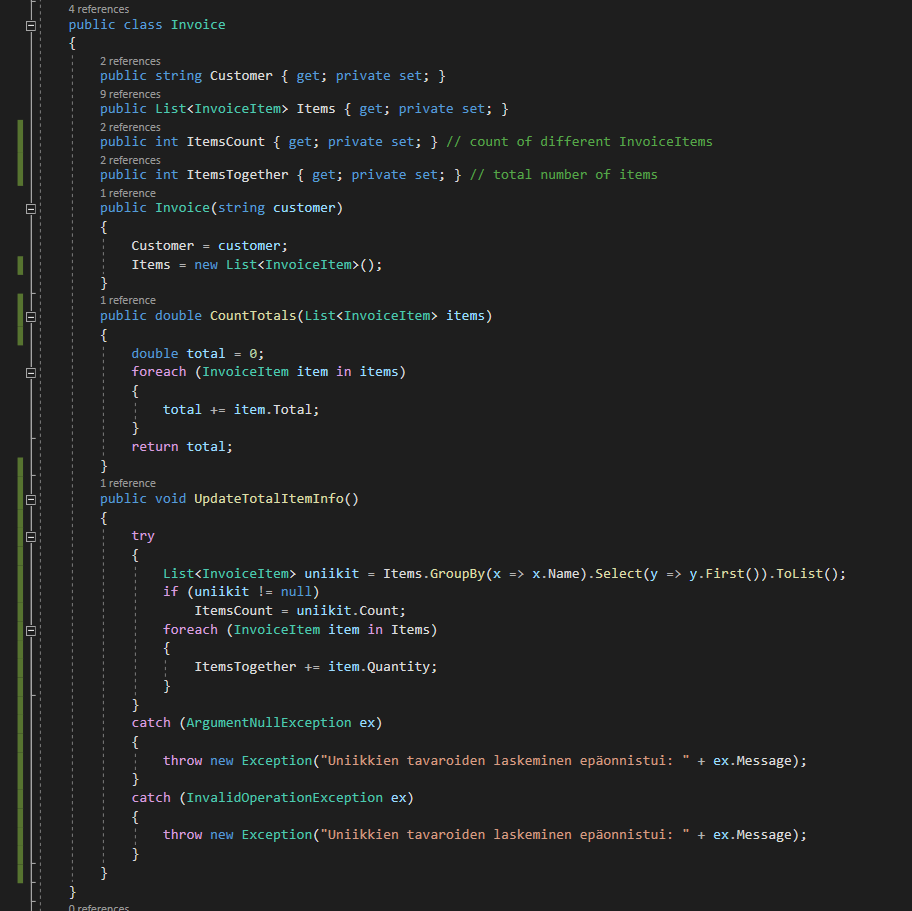 4 references
public class Invoice
{
2 references
public string Customer { get; private set; }
9 references
public List<InvoiceItem> Items { get; private set; }
2 references
public int ItemsCount { get; private set; } // count of different InvoiceItems
2 references
public int ItemsTogether { get; private set; } // total number of items
1 reference
public Invoice(string customer)
{
Customer = customer;
Items = new List<InvoiceItem>();
}
1 reference
public double CountTotals(List<InvoiceItem> items)
{
double total = 0;
foreach (InvoiceItem item in items)
{
total += item.Total;
}
return total;
}
1 reference
public void UpdateTotalItemInfo()
{
try
{
List<InvoiceItem> uniikit = Items.GroupBy(x => x.Name).Select(y => y.First()).ToList();
if (uniikit != null)
ItemsCount = uniikit.Count;
foreach (InvoiceItem item in Items)
{
ItemsTogether += item.Quantity;
}
}
catch (ArgumentNullException ex)
{
throw new Exception("Uniikkien tavaroiden laskeminen epäonnistui: " + ex.Message);
}
catch (InvalidOperationException ex)
{
throw new Exception("Uniikkien tavaroiden laskeminen epäonnistui: " + ex.Message);
}
}
}
0 references